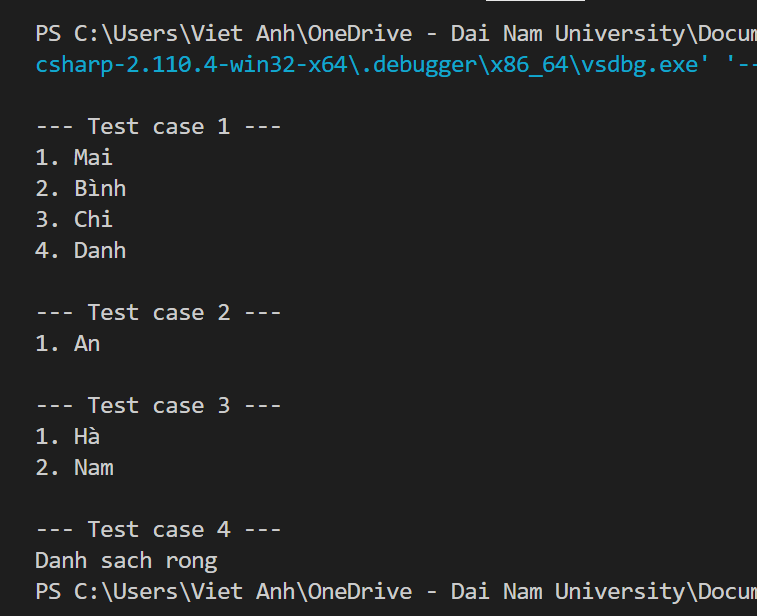 PS C:\Users\Viet Anh\OneDrive - Dai Nam University\Docum
csharp-2.110.4-win32-x64\.debugger\x86_64\vsdbg.exe' '--
--- Test case 1 ---
1. Mai
2. Bình
3. Chi
4. Danh
--- Test case 2 ---
1. An
--- Test case 3 ---
1. Hà
2. Nam
--- Test case 4 ---
Danh sach rong
PS C:\Users\Viet Anh\OneDrive - Dai Nam University\Docum